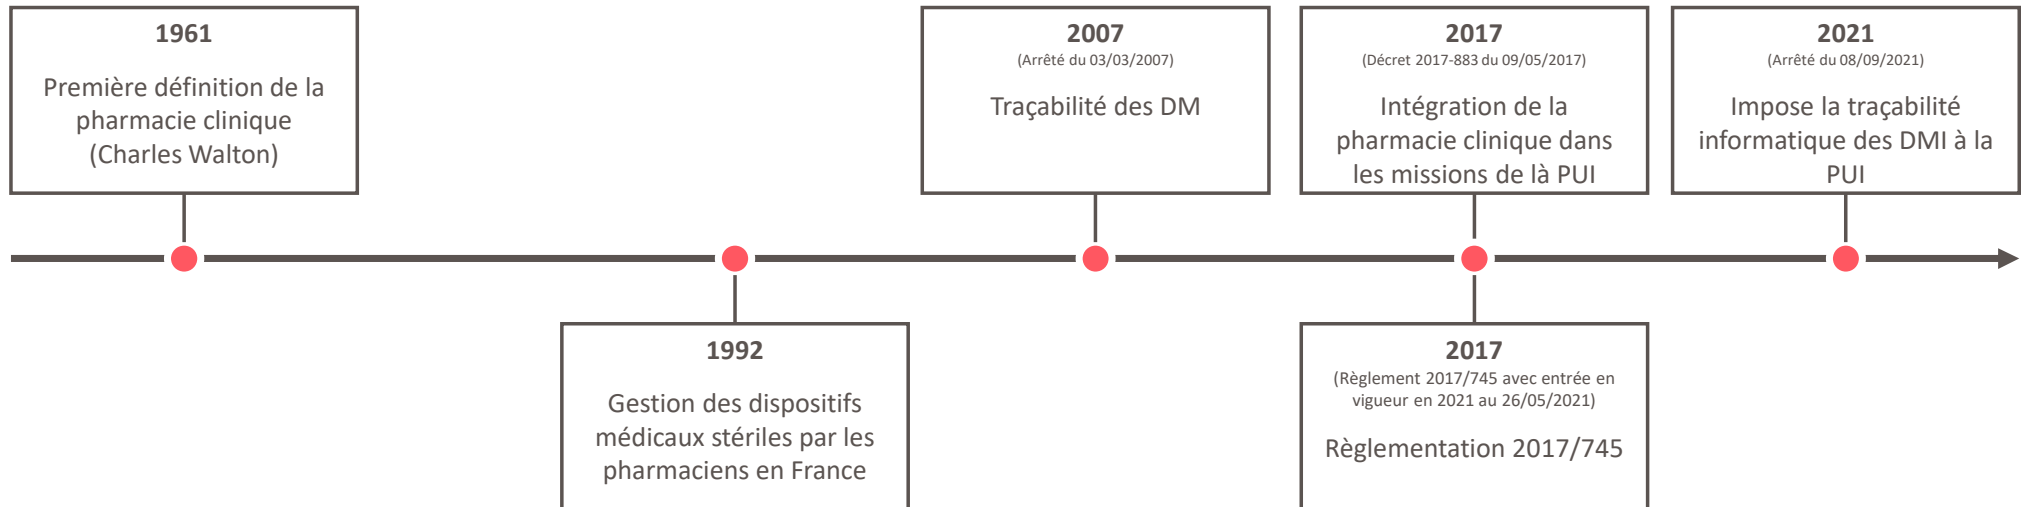 1961
Première définition de la
pharmacie clinique
(Charles Walton)
2007
(Arrêté du 03/03/2007)
Traçabilité des DM
2017
(Décret 2017-883 du 09/05/2017)
Intégration de la
pharmacie clinique dans
les missions de là PUI
2021
(Arrêté du 08/09/2021)
Impose la traçabilité
informatique des DMI à la
PUI
1992
Gestion des dispositifs
médicaux stériles par les
pharmaciens en France
2017
(Règlement 2017/745 avec entrée en
vigueur en 2021 au 26/05/2021)
Règlementation 2017/745